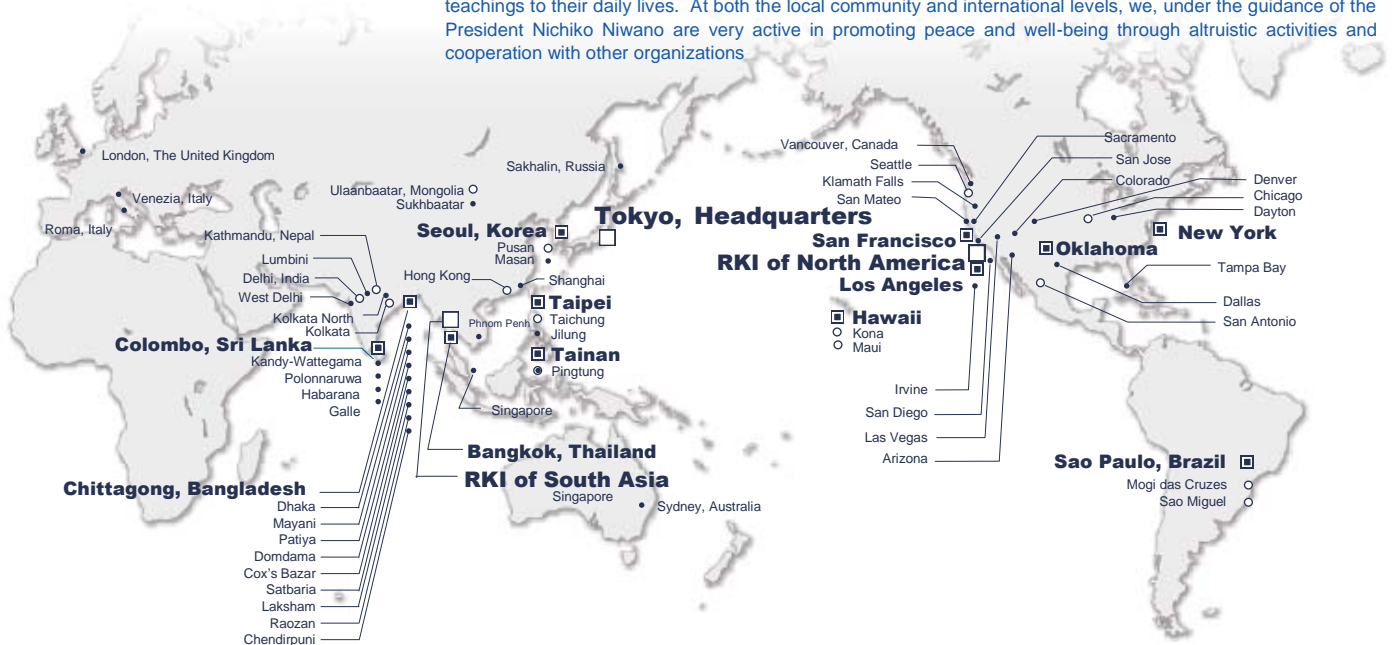 teachings to their daily lives. At both the local community and international levels, we, under the guidance of the
President Nichiko Niwano are very active in promoting peace and well-being through altruistic activities and
cooperation with other organizations
London, The United Kingdom
Venezia, Italy
Roma, Italy
Sakhalin, Russia
Ulaanbaatar, Mongolia
Sukhbaatar
Tokyo, Headquarters
Seoul, Korea
Pusan
Masan
Kathmandu, Nepal
Lumbini
Delhi, India
West Delhi
Kolkata North
Kolkata
Hong Kong
Shanghai
Taipei
Taichung
Jilung
Tainan
Pingtung
Phnom Penh
Colombo, Sri Lanka
Kandy-Wattegama
Polonnaruwa
Habarana
Galle
Singapore
Bangkok, Thailand
RKI of South Asia
Singapore
Sydney, Australia
Chittagong, Bangladesh
Dhaka
Mayani
Patiya
Domdama
Cox's Bazar
Satbaria
Laksham
Raozan
Chendirpuni
Vancouver, Canada
Seattle
Klamath Falls
San Mateo
San Francisco
RKI of North America
Los Angeles
Hawaii
Kona
Maui
Irvine
San Diego
Las Vegas
Arizona
Sacramento
San Jose
Colorado
Denver
Chicago
Dayton
New York
Oklahoma
Tampa Bay
Dallas
San Antonio
Sao Paulo, Brazil
Mogi das Cruzes
Sao Miguel